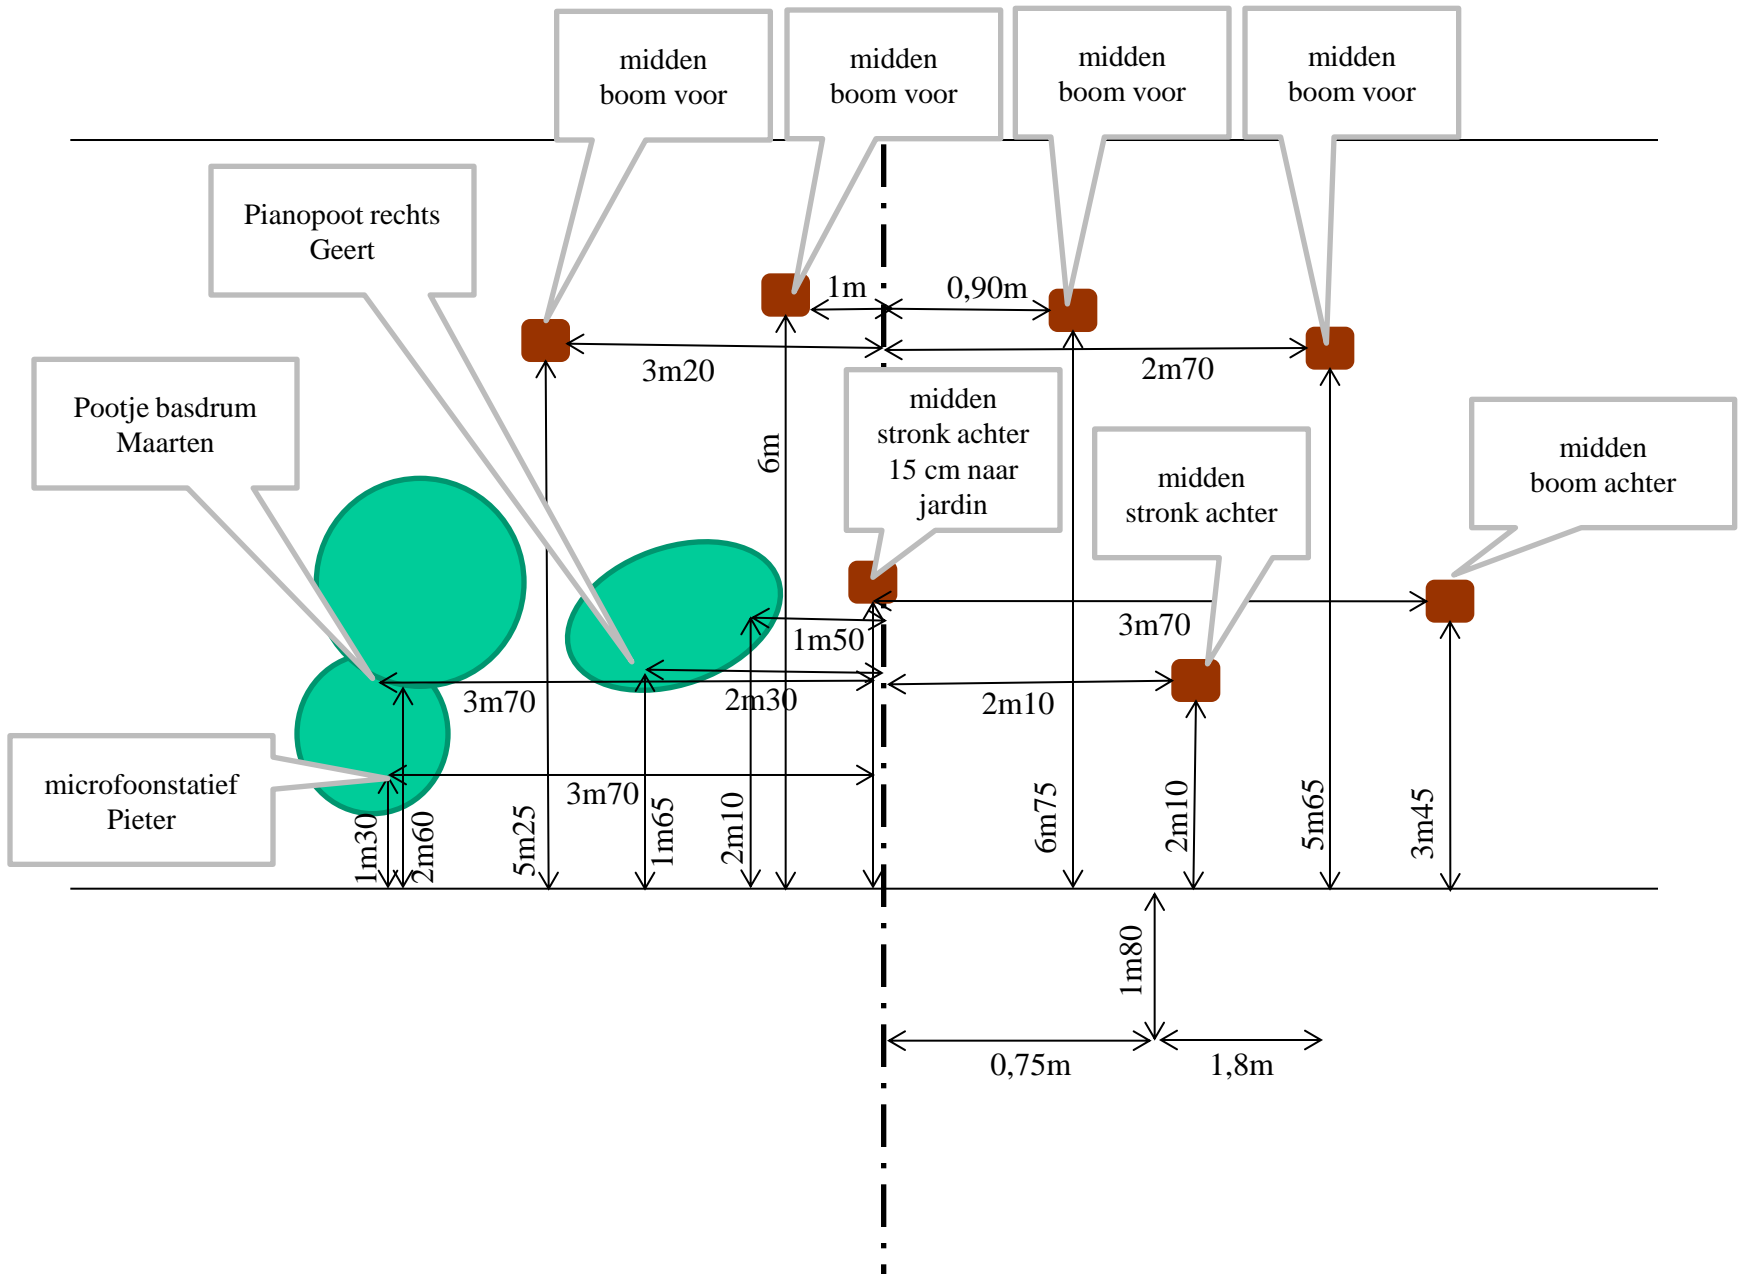 midden
boom voor
midden
boom voor
midden
boom voor
midden
boom voor
Pianopoot rechts
Geert
1m
0,90m
3m20
2m70
Pootje basdrum
Maarten
midden
stronk achter
15 cm naar
jardin
midden
stronk achter
midden
boom achter
6m
1m50
3m70
3m70
2m30
2m10
microfoonstatief
Pieter
3m70
1m30
2m60
5m25
1m65
2m10
6m75
2m10
5m65
3m45
1m80
0,75m
1,8m